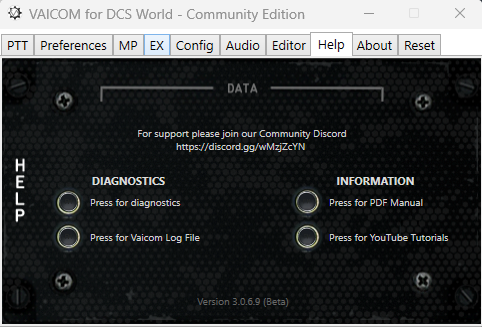 VAICOM for DCS World - Community Edition
PTT Preferences MP EX Config Audio Editor Help About Reset
DATA
For support please join our Community Discord
https://discord.gg/wMzjZcYN
HELP
DIAGNOSTICS INFORMATION
Press for diagnostics Press for PDF Manual
Press for Vaicom Log File Press for YouTube Tutorials
Version 3.0.6.9 (Beta)